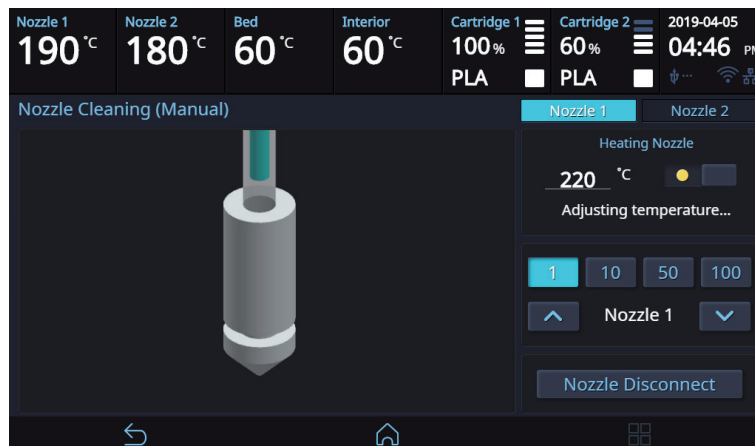 Nozzle 1 Nozzle 2 Bed Interior Cartridge 1 Cartridge 2 2019-04-05
190 °C 180 °C 60 °C 60 °C 100 % 60 % 04:46 PM
PLA PLA
Nozzle Cleaning (Manual) Nozzle 1 Nozzle 2
Heating Nozzle
220 °C
Adjusting temperature...
1 10 50 100
Nozzle 1
Nozzle Disconnect